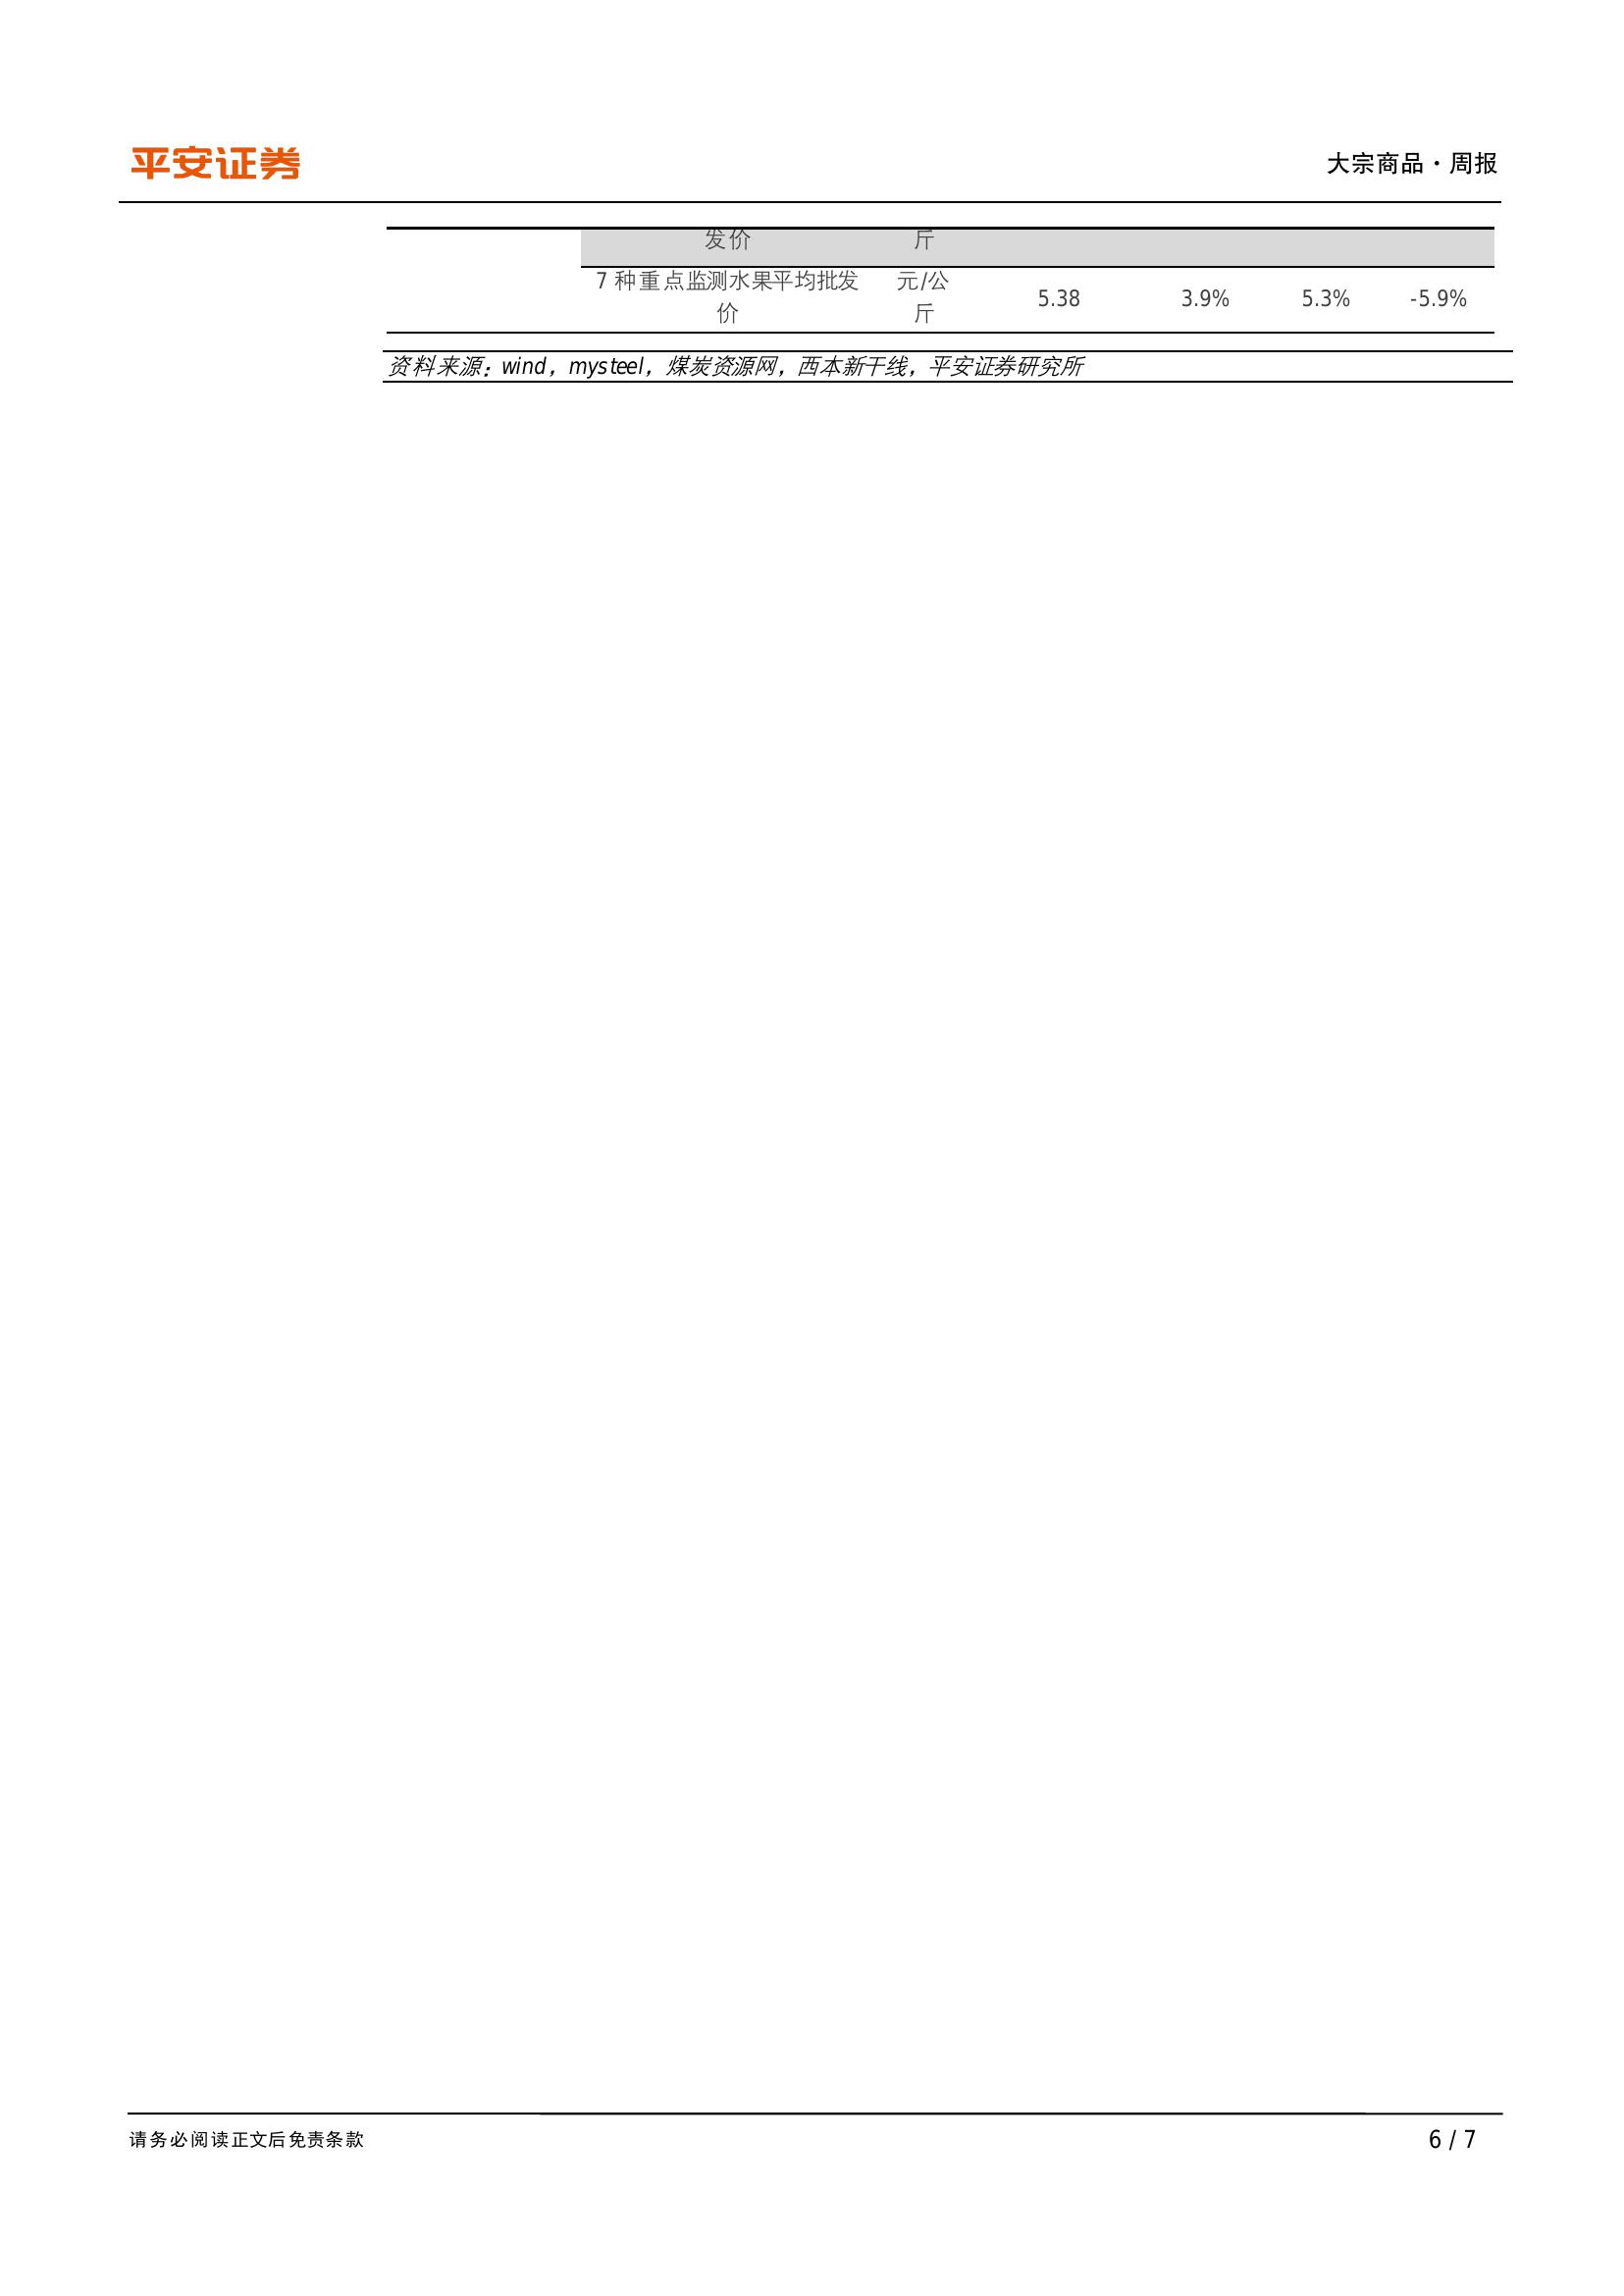 平安证券
大宗商品·周报
发价 斤
7 种重点监测水果平均批发 元/公
5.38 3.9% 5.3% -5.9%
价 斤
资料来源：wind，mysteel，煤炭资源网，西本新干线，平安证券研究所
请务必阅读正文后免责条款
6 / 7